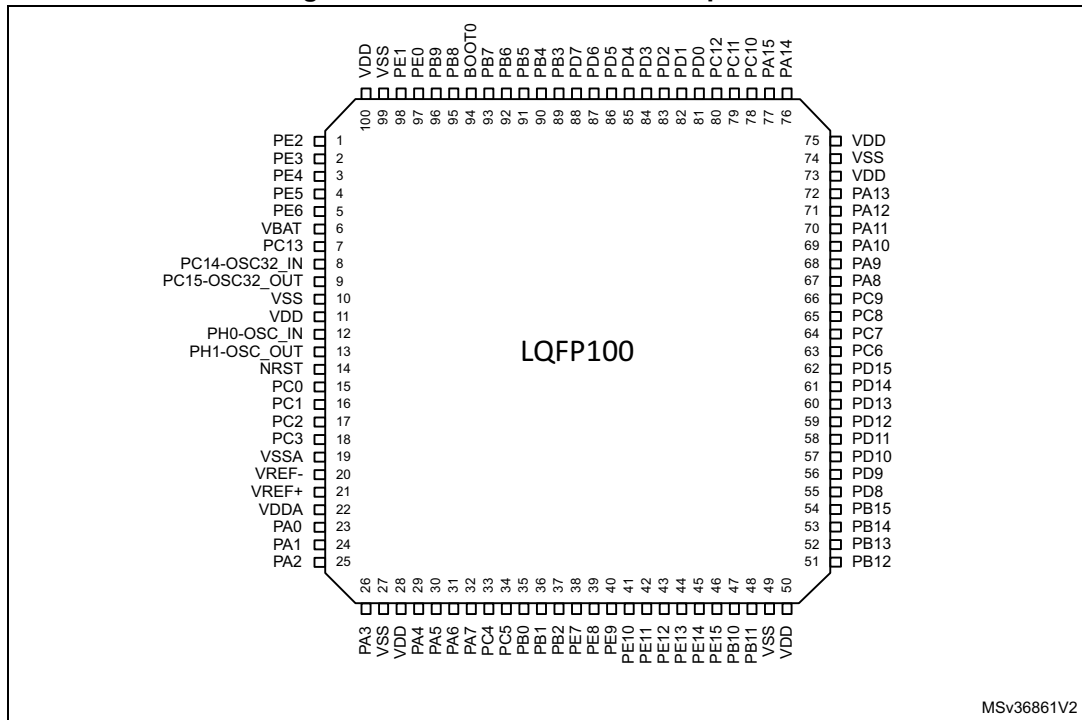 VDD VSS PE1 PE0 PB9 PB8 BOOT0 PB7 PB6 PB5 PB4 PB3 PD7 PD6 PD5 PD4 PD3 PD2 PD1 PD0 PC12 PC11 PC10 PA15 PA14
100 99 98 97 96 95 94 93 92 91 90 89 88 87 86 85 84 83 82 81 80 79 78 77 76
PE2 1 75 VDD
PE3 2 74 VSS
PE4 3 73 VDD
PE5 4 72 PA13
PE6 5 71 PA12
VBAT 6 70 PA11
PC13 7 69 PA10
PC14-OSC32_IN 8 68 PA9
PC15-OSC32_OUT 9 67 PA8
VSS 10 66 PC9
VDD 11 65 PC8
PH0-OSC_IN 12 64 PC7
PH1-OSC_OUT 13 63 PC6
LQFP100
NRST 14 62 PD15
PC0 15 61 PD14
PC1 16 60 PD13
PC2 17 59 PD12
PC3 18 58 PD11
VSSA 19 57 PD10
VREF- 20 56 PD9
VREF+ 21 55 PD8
VDDA 22 54 PB15
PA0 23 53 PB14
PA1 24 52 PB13
PA2 25 51 PB12
26 27 28 29 30 31 32 33 34 35 36 37 38 39 40 41 42 43 44 45 46 47 48 49 50
PA3 VSS VDD PA4 PA5 PA6 PA7 PC4 PC5 PB0 PB1 PB2 PE7 PE8 PE9 PE10 PE11 PE12 PE13 PE14 PE15 PB10 PB11 VSS VDD
MSv36861V2